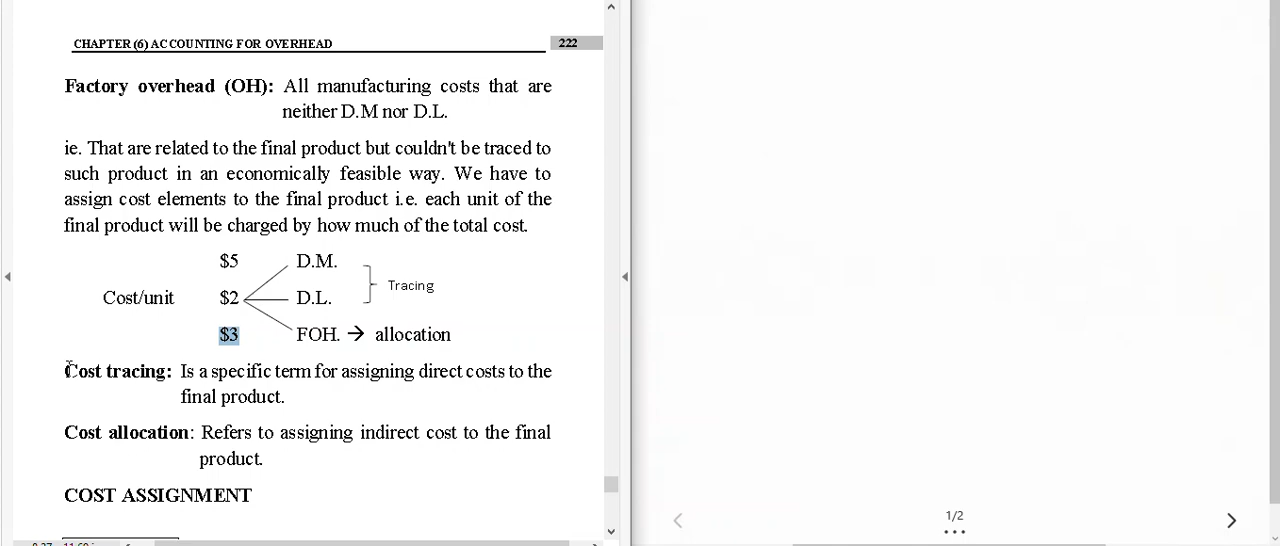 CHAPTER (6) ACCOUNTING FOR OVERHEAD 222
Factory overhead (OH): All manufacturing costs that are
neither D.M nor D.L.
ie. That are related to the final product but couldn't be traced to
such product in an economically feasible way. We have to
assign cost elements to the final product i.e. each unit of the
final product will be charged by how much of the total cost.
$5 D.M.
Tracing
Cost/unit $2 D.L.
$3 FOH. → allocation
Cost tracing: Is a specific term for assigning direct costs to the
final product.
Cost allocation: Refers to assigning indirect cost to the final
product.
COST ASSIGNMENT
1/2